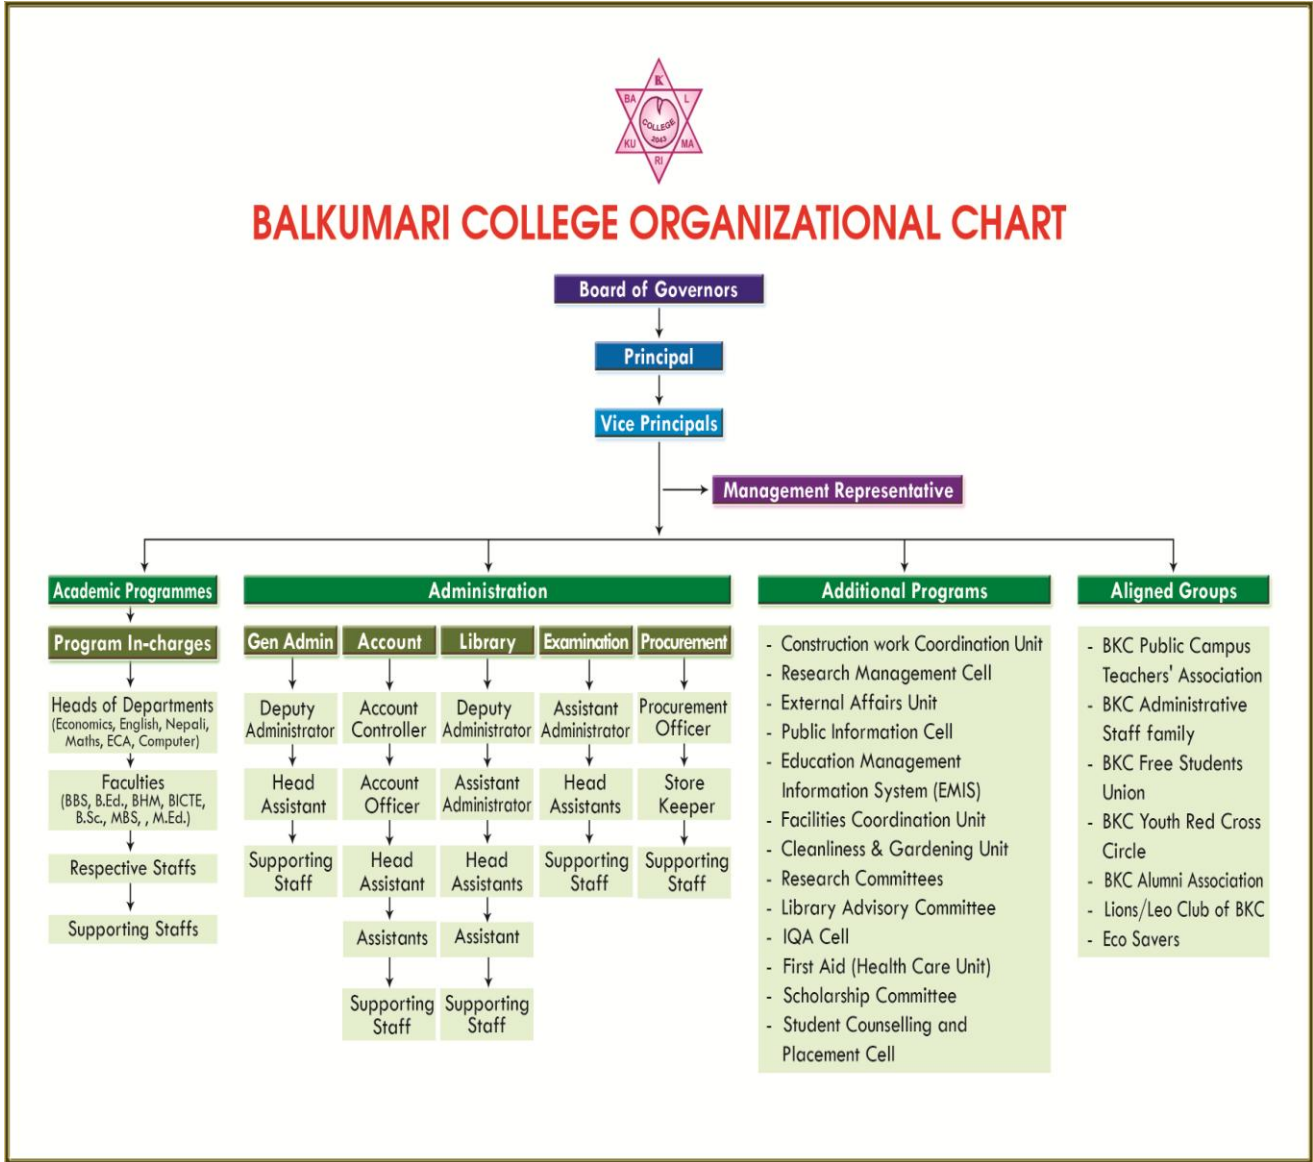 K
BA
L
COLLEGE
2043
KU
MA
RI
BALKUMARI COLLEGE ORGANIZATIONAL CHART
Board of Governors
Principal
Vice Principals
Management Representative
Academic Programmes
Program In-charges
Heads of Departments
(Economics, English, Nepali,
Maths, ECA, Computer)
Faculties
(BBS, B.Ed., BHM, BICTE,
B.Sc., MBS, , M.Ed.)
Respective Staffs
Supporting Staffs
Administration
Gen Admin
Deputy
Administrator
Head
Assistant
Supporting
Staff
Account
Account
Controller
Account
Officer
Head
Assistant
Assistants
Supporting
Staff
Library
Deputy
Administrator
Assistant
Administrator
Head
Assistants
Assistant
Supporting
Staff
Examination
Assistant
Administrator
Head
Assistants
Supporting
Staff
Procurement
Procurement
Officer
Store
Keeper
Supporting
Staff
Additional Programs
- Construction work Coordination Unit
- Research Management Cell
- External Affairs Unit
- Public Information Cell
- Education Management
Information System (EMIS)
- Facilities Coordination Unit
- Cleanliness & Gardening Unit
- Research Committees
- Library Advisory Committee
- IQA Cell
- First Aid (Health Care Unit)
- Scholarship Committee
- Student Counselling and
Placement Cell
Aligned Groups
- BKC Public Campus
Teachers' Association
- BKC Administrative
Staff family
- BKC Free Students
Union
- BKC Youth Red Cross
Circle
- BKC Alumni Association
- Lions/Leo Club of BKC
- Eco Savers